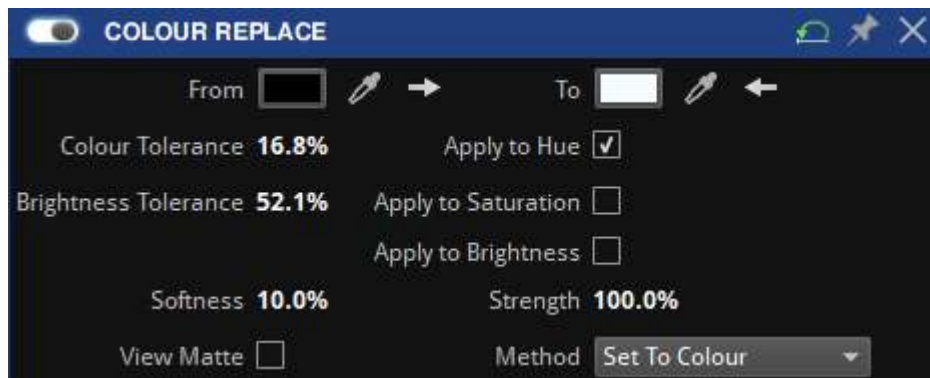 COLOUR REPLACE
From To
Colour Tolerance 16.8% Apply to Hue
Brightness Tolerance 52.1% Apply to Saturation
Apply to Brightness
Softness 10.0% Strength 100.0%
View Matte Method Set To Colour